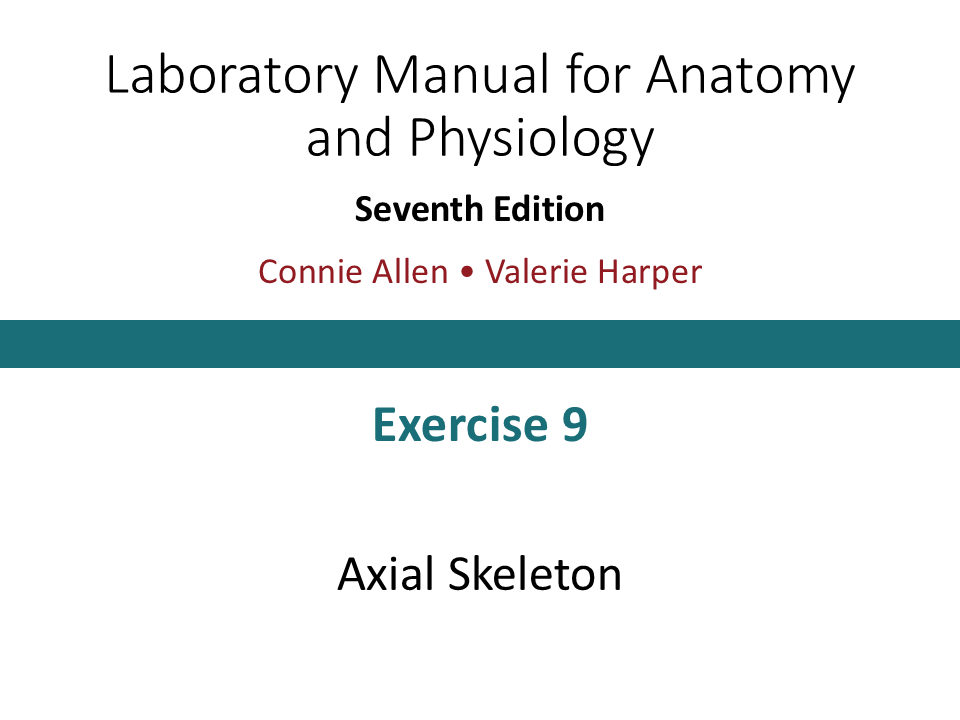 Laboratory Manual for Anatomy
and Physiology
Seventh Edition
Connie Allen • Valerie Harper
Exercise 9
Axial Skeleton